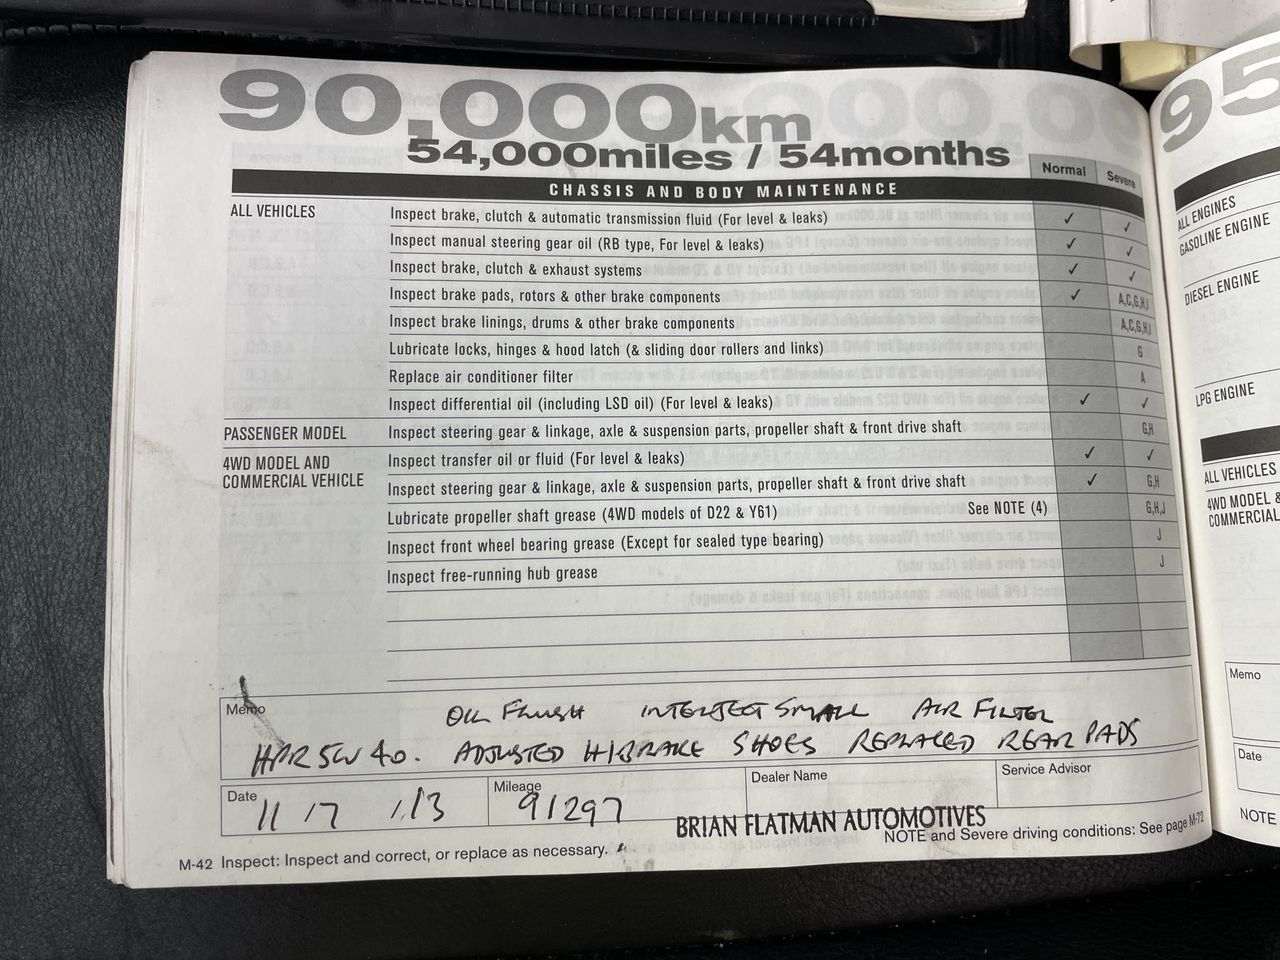 90,000km
54,000miles / 54months
Normal Severe
CHASSIS AND BODY MAINTENANCE
ALL VEHICLES Inspect brake, clutch & automatic transmission fluid (For level & leaks) ✓ ✓
Inspect manual steering gear oil (RB type, For level & leaks) ✓ ✓
Inspect brake, clutch & exhaust systems ✓ ✓
Inspect brake pads, rotors & other brake components ✓ A,C,G,H,I
Inspect brake linings, drums & other brake components A,C,G,H,I
Lubricate locks, hinges & hood latch (& sliding door rollers and links) G
Replace air conditioner filter A
Inspect differential oil (including LSD oil) (For level & leaks) ✓ ✓
PASSENGER MODEL Inspect steering gear & linkage, axle & suspension parts, propeller shaft & front drive shaft G,H
4WD MODEL AND COMMERCIAL VEHICLE Inspect transfer oil or fluid (For level & leaks) ✓ ✓
Inspect steering gear & linkage, axle & suspension parts, propeller shaft & front drive shaft ✓ G,H
Lubricate propeller shaft grease (4WD models of D22 & Y61) See NOTE (4) G,H,J
Inspect front wheel bearing grease (Except for sealed type bearing) J
Inspect free-running hub grease J
Memo OIL FLUSH INTERJECT SMALL AIR FILTER
HPR 5W 40. ADJUSTED H/BRAKE SHOES REPLACED REAR PADS
Date 11 / 7 / 13 Mileage 91297 Dealer Name Service Advisor
BRIAN FLATMAN AUTOMOTIVES
NOTE and Severe driving conditions: See page M-72
M-42 Inspect: Inspect and correct, or replace as necessary.
95
ALL ENGINES
GASOLINE ENGINE
DIESEL ENGINE
LPG ENGINE
ALL VEHICLES
4WD MODEL &
COMMERCIAL
Memo
Date
NOTE